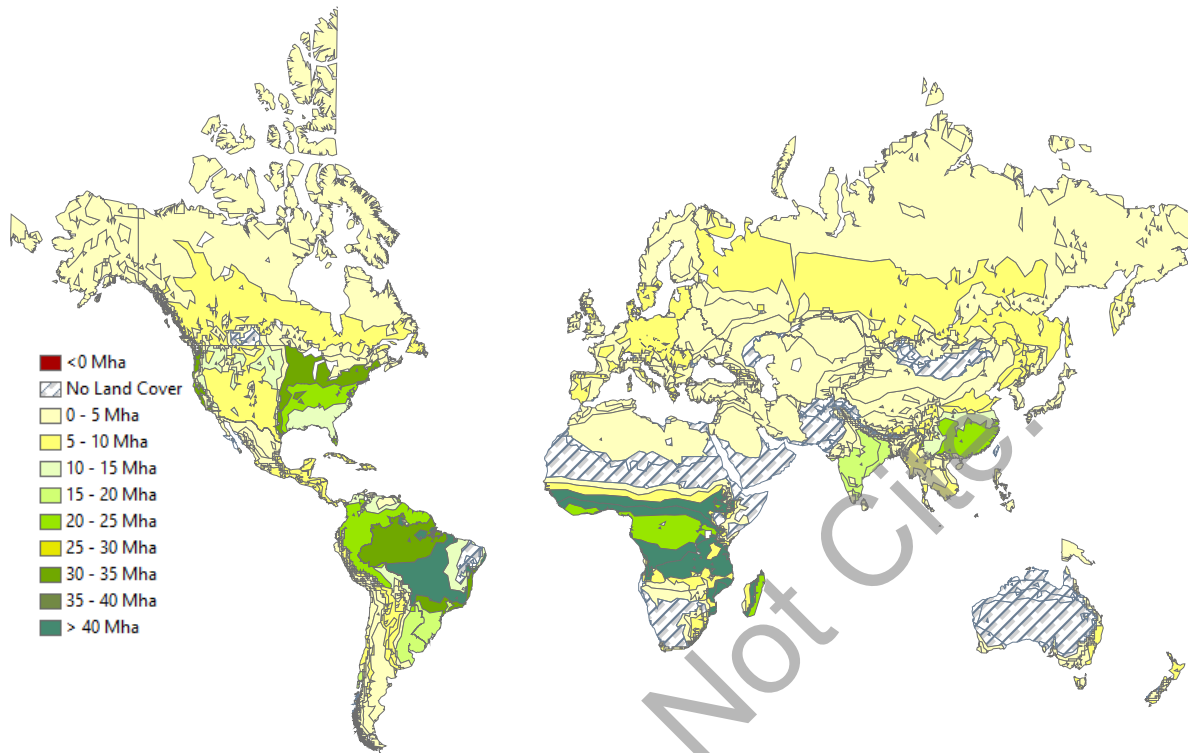 <0 Mha
No Land Cover
0 - 5 Mha
5 - 10 Mha
10 - 15 Mha
15 - 20 Mha
20 - 25 Mha
25 - 30 Mha
30 - 35 Mha
35 - 40 Mha
> 40 Mha
Not Cite.